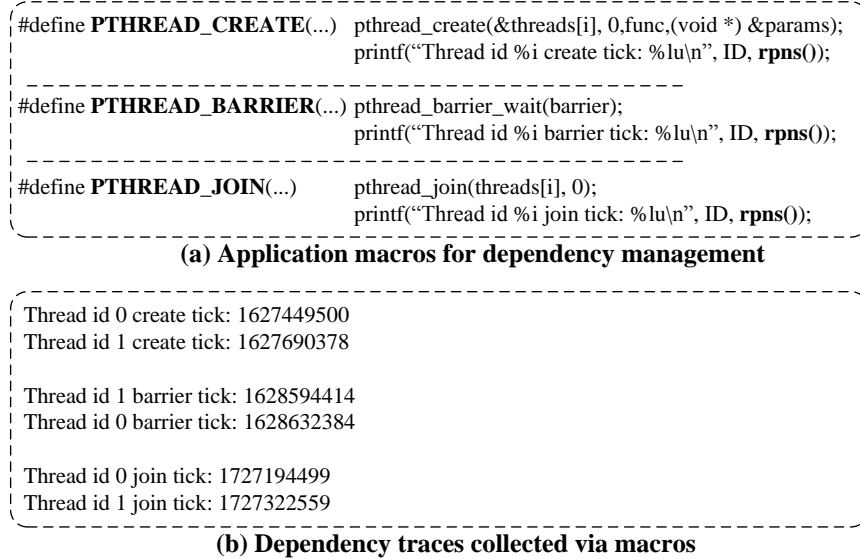 #define PTHREAD_CREATE(...) pthread_create(&threads[i], 0,func,(void *) &params);
printf(“Thread id %i create tick: %lu\n”, ID, rpns());
#define PTHREAD_BARRIER(...) pthread_barrier_wait(barrier);
printf(“Thread id %i barrier tick: %lu\n”, ID, rpns());
#define PTHREAD_JOIN(...) pthread_join(threads[i], 0);
printf(“Thread id %i join tick: %lu\n”, ID, rpns());
(a) Application macros for dependency management
Thread id 0 create tick: 1627449500
Thread id 1 create tick: 1627690378
Thread id 1 barrier tick: 1628594414
Thread id 0 barrier tick: 1628632384
Thread id 0 join tick: 1727194499
Thread id 1 join tick: 1727322559
(b) Dependency traces collected via macros